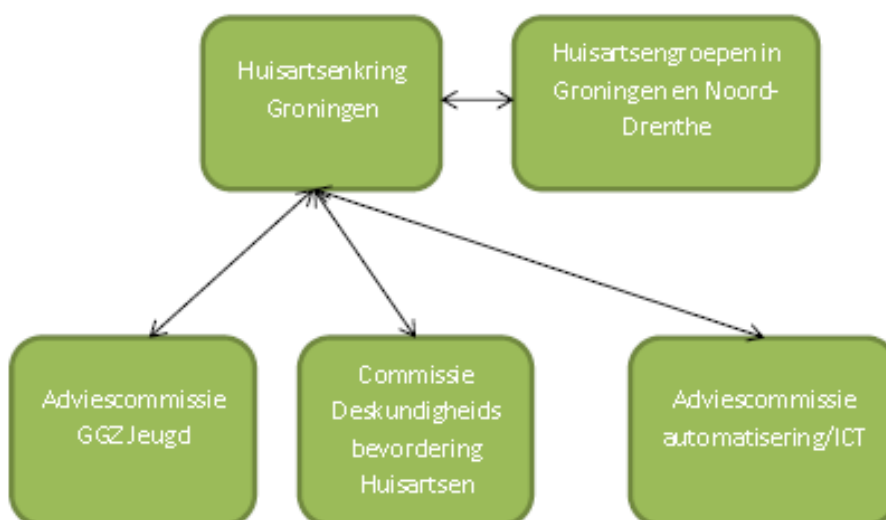 Huisartsenkring
Groningen
Huisartsengroepen in
Groningen en Noord-
Drenthe
Adviescommissie
GGZ Jeugd
Commissie
Deskundigheids
bevordering
Huisartsen
Adviescommissie
automatisering/ICT